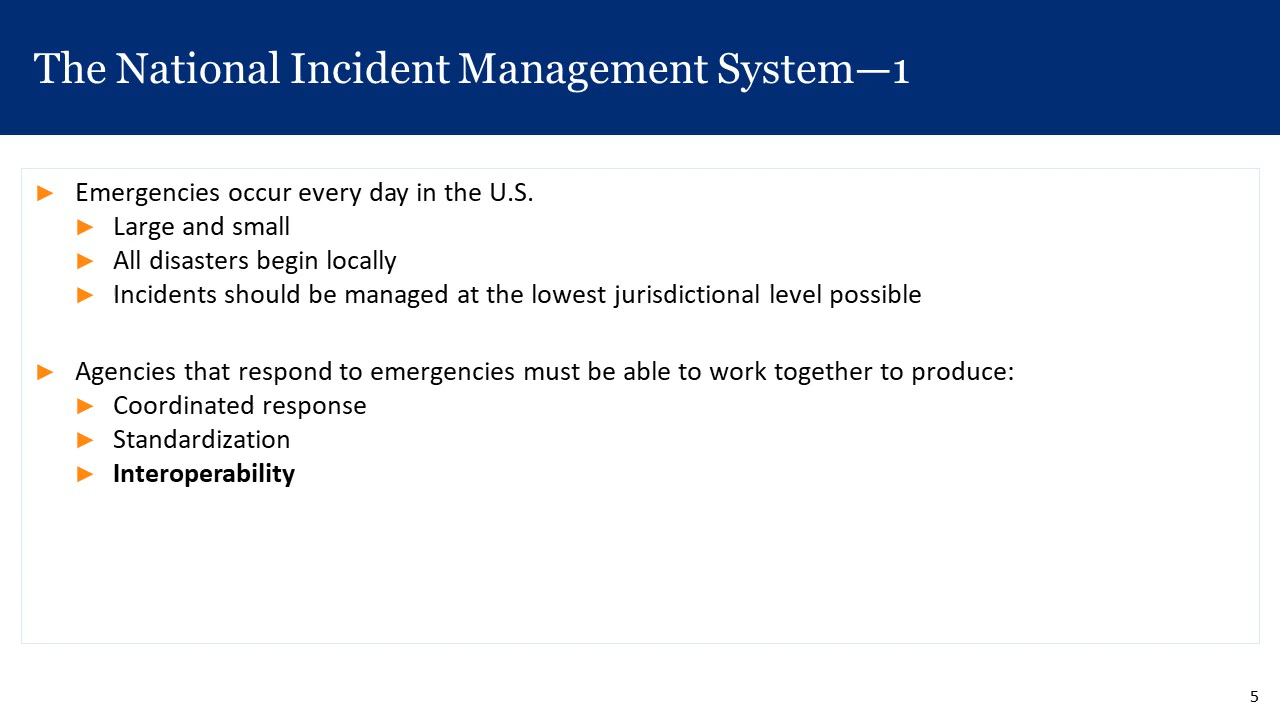 The National Incident Management System—1
► Emergencies occur every day in the U.S.
► Large and small
► All disasters begin locally
► Incidents should be managed at the lowest jurisdictional level possible
► Agencies that respond to emergencies must be able to work together to produce:
► Coordinated response
► Standardization
► Interoperability
5